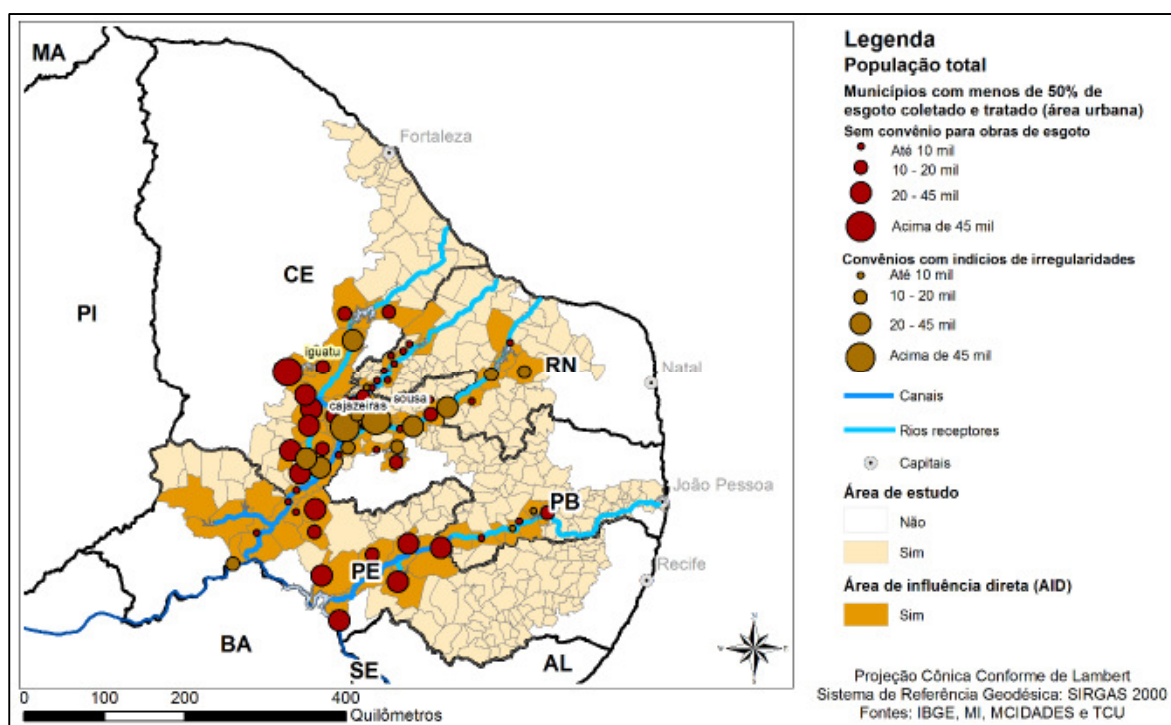 MA
Fortaleza
CE
PI
iguatu
RN
Natal
cajazeiras
sousa
João Pessoa
PB
PE
Recife
BA
SE
AL
0 100 200 400
Quilômetros
Legenda
População total
Municípios com menos de 50% de
esgoto coletado e tratado (área urbana)
Sem convênio para obras de esgoto
Até 10 mil
10 - 20 mil
20 - 45 mil
Acima de 45 mil
Convênios com indícios de irregularidades
Até 10 mil
10 - 20 mil
20 - 45 mil
Acima de 45 mil
Canais
Rios receptores
Capitais
Área de estudo
Não
Sim
Área de influência direta (AID)
Sim
Projeção Cônica Conforme de Lambert
Sistema de Referência Geodésica: SIRGAS 2000
Fontes: IBGE, MI, MCIDADES e TCU